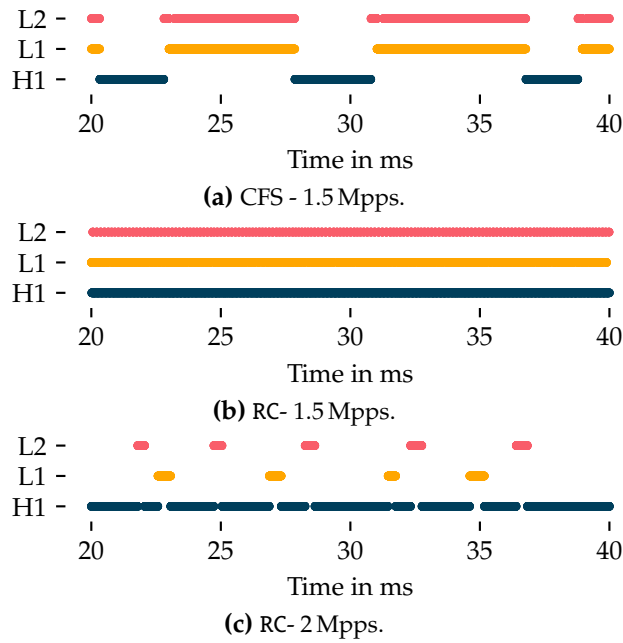 L2
L1
H1
20 25 30 35 40
Time in ms
(a) CFS - 1.5 Mpps.
L2
L1
H1
20 25 30 35 40
Time in ms
(b) RC- 1.5 Mpps.
L2
L1
H1
20 25 30 35 40
Time in ms
(c) RC- 2 Mpps.